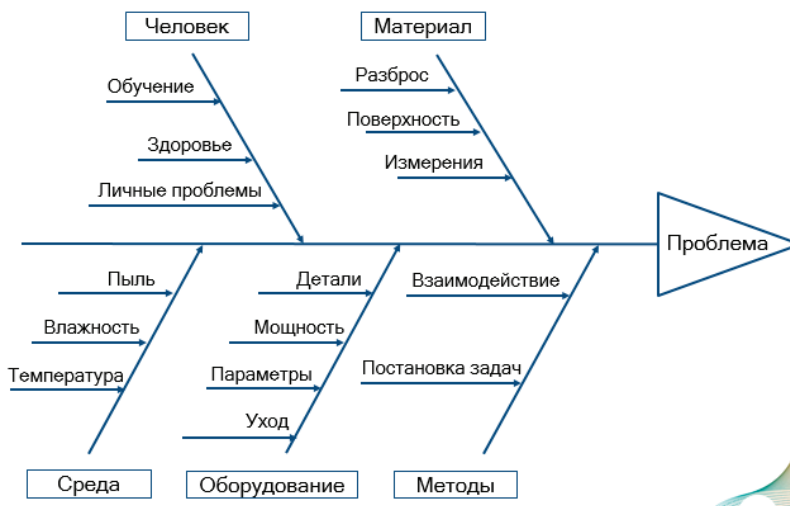 Человек
Материал
Обучение
Здоровье
Личные проблемы
Разброс
Поверхность
Измерения
Проблема
Пыль
Влажность
Температура
Детали
Мощность
Параметры
Уход
Взаимодействие
Постановка задач
Среда
Оборудование
Методы